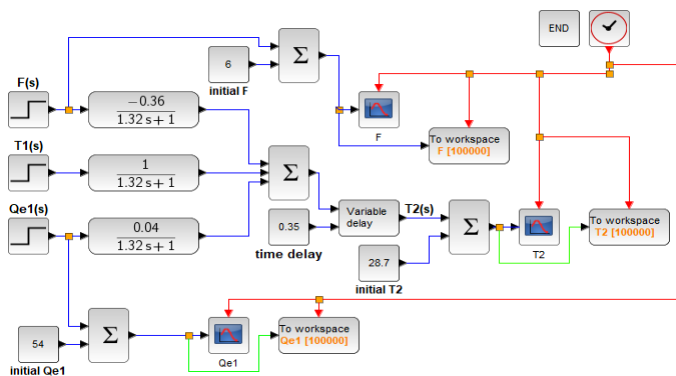 END
F(s)
6
Σ
initial F
−0.36
1.32 s + 1
F
To workspace
F [100000]
T1(s)
1
1.32 s + 1
Σ
Qe1(s)
0.04
1.32 s + 1
Variable
delay
T2(s)
Σ
0.35
time delay
28.7
initial T2
T2
To workspace
T2 [100000]
54
initial Qe1
Σ
Qe1
To workspace
Qe1 [100000]